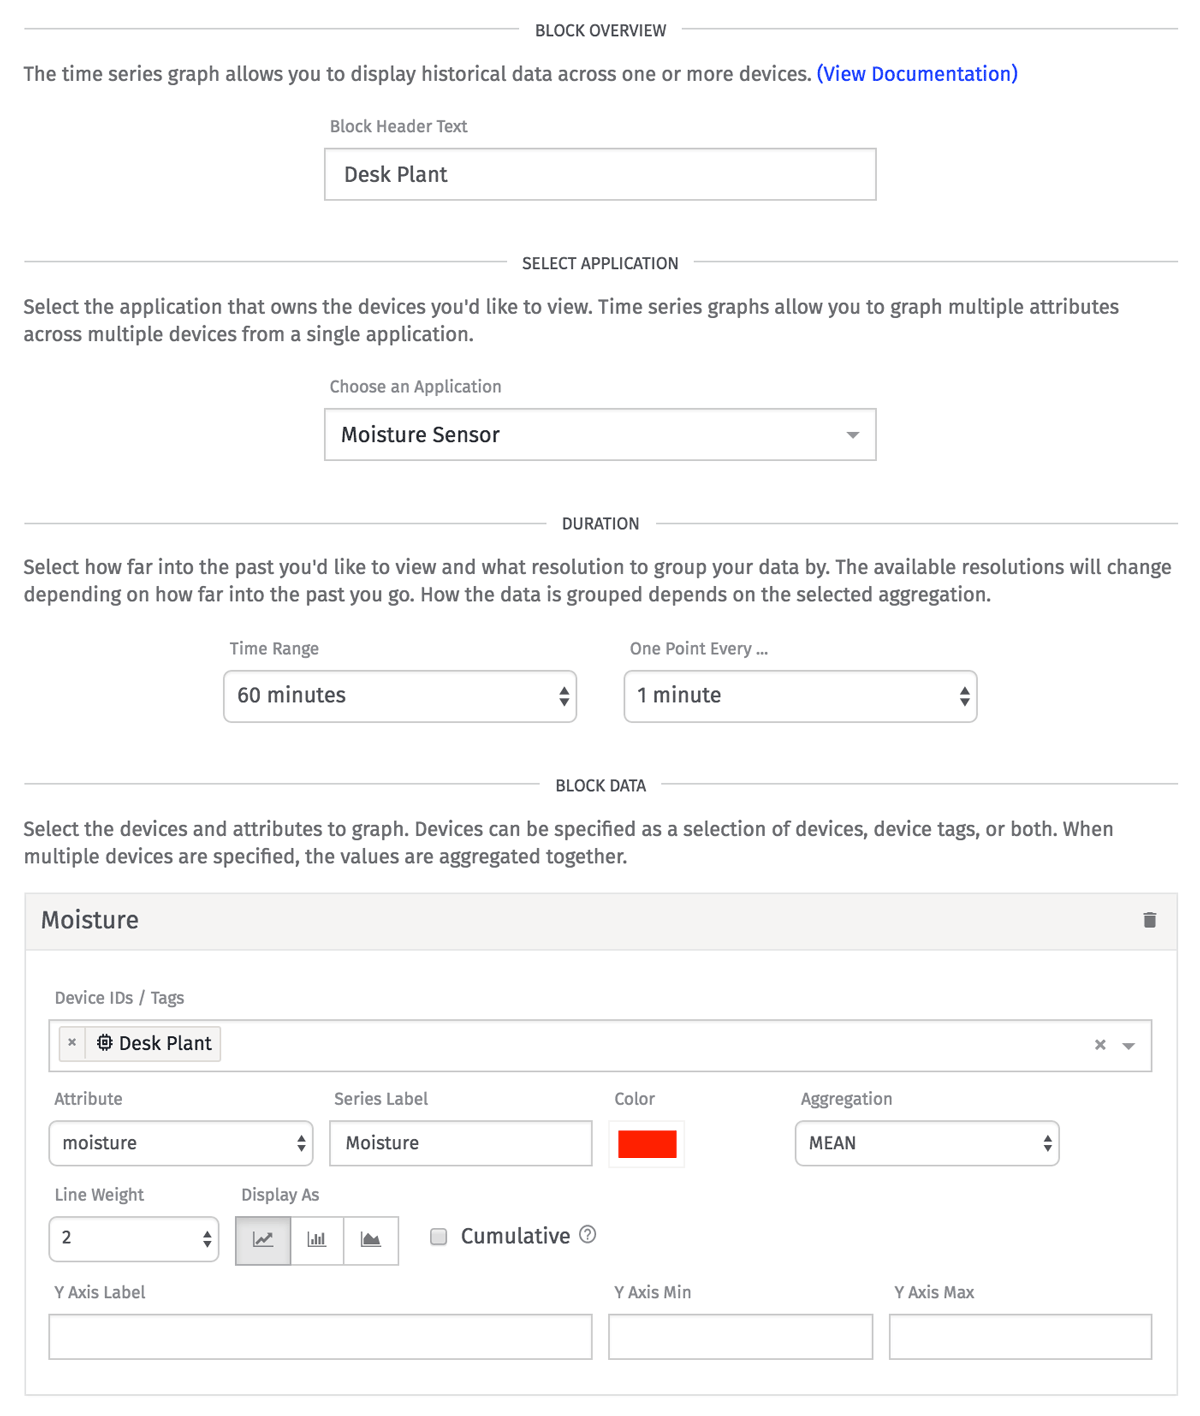 BLOCK OVERVIEW
The time series graph allows you to display historical data across one or more devices. (View Documentation)
Block Header Text
Desk Plant
SELECT APPLICATION
Select the application that owns the devices you'd like to view. Time series graphs allow you to graph multiple attributes
across multiple devices from a single application.
Choose an Application
Moisture Sensor
DURATION
Select how far into the past you'd like to view and what resolution to group your data by. The available resolutions will change
depending on how far into the past you go. How the data is grouped depends on the selected aggregation.
Time Range One Point Every ...
60 minutes 1 minute
BLOCK DATA
Select the devices and attributes to graph. Devices can be specified as a selection of devices, device tags, or both. When
multiple devices are specified, the values are aggregated together.
Moisture
Device IDs / Tags
× Desk Plant ×
Attribute Series Label Color Aggregation
moisture Moisture MEAN
Line Weight Display As
2 Cumulative ?
Y Axis Label Y Axis Min Y Axis Max